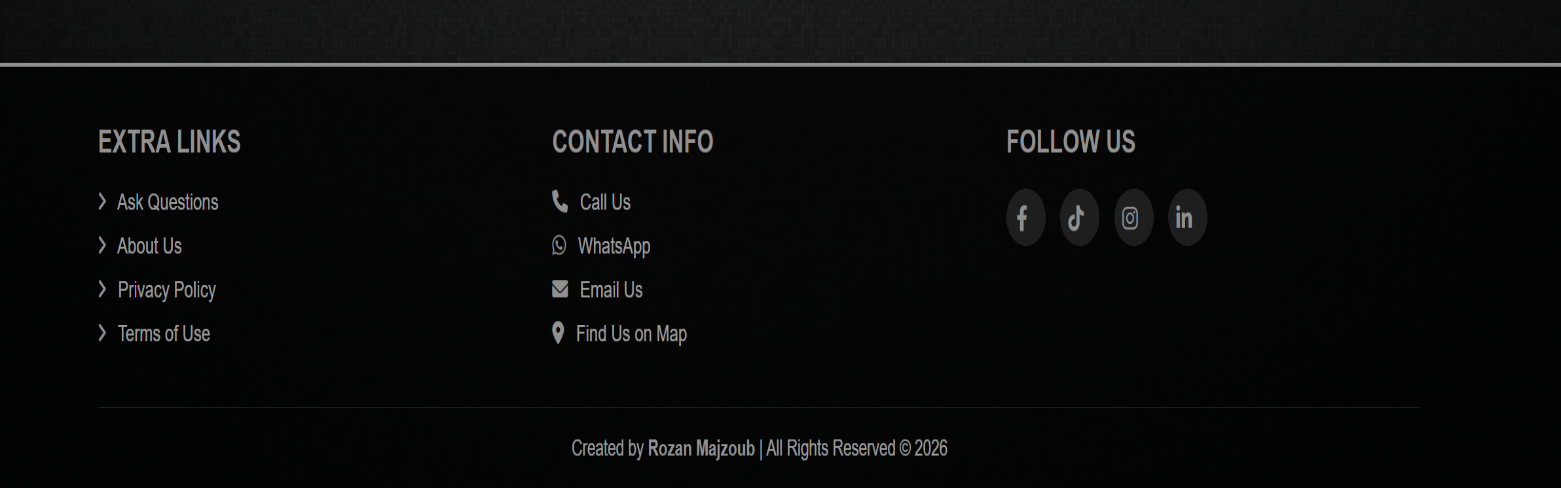 EXTRA LINKS
Ask Questions
About Us
Privacy Policy
Terms of Use
CONTACT INFO
Call Us
WhatsApp
Email Us
Find Us on Map
FOLLOW US
Created by Rozan Majzoub | All Rights Reserved © 2026